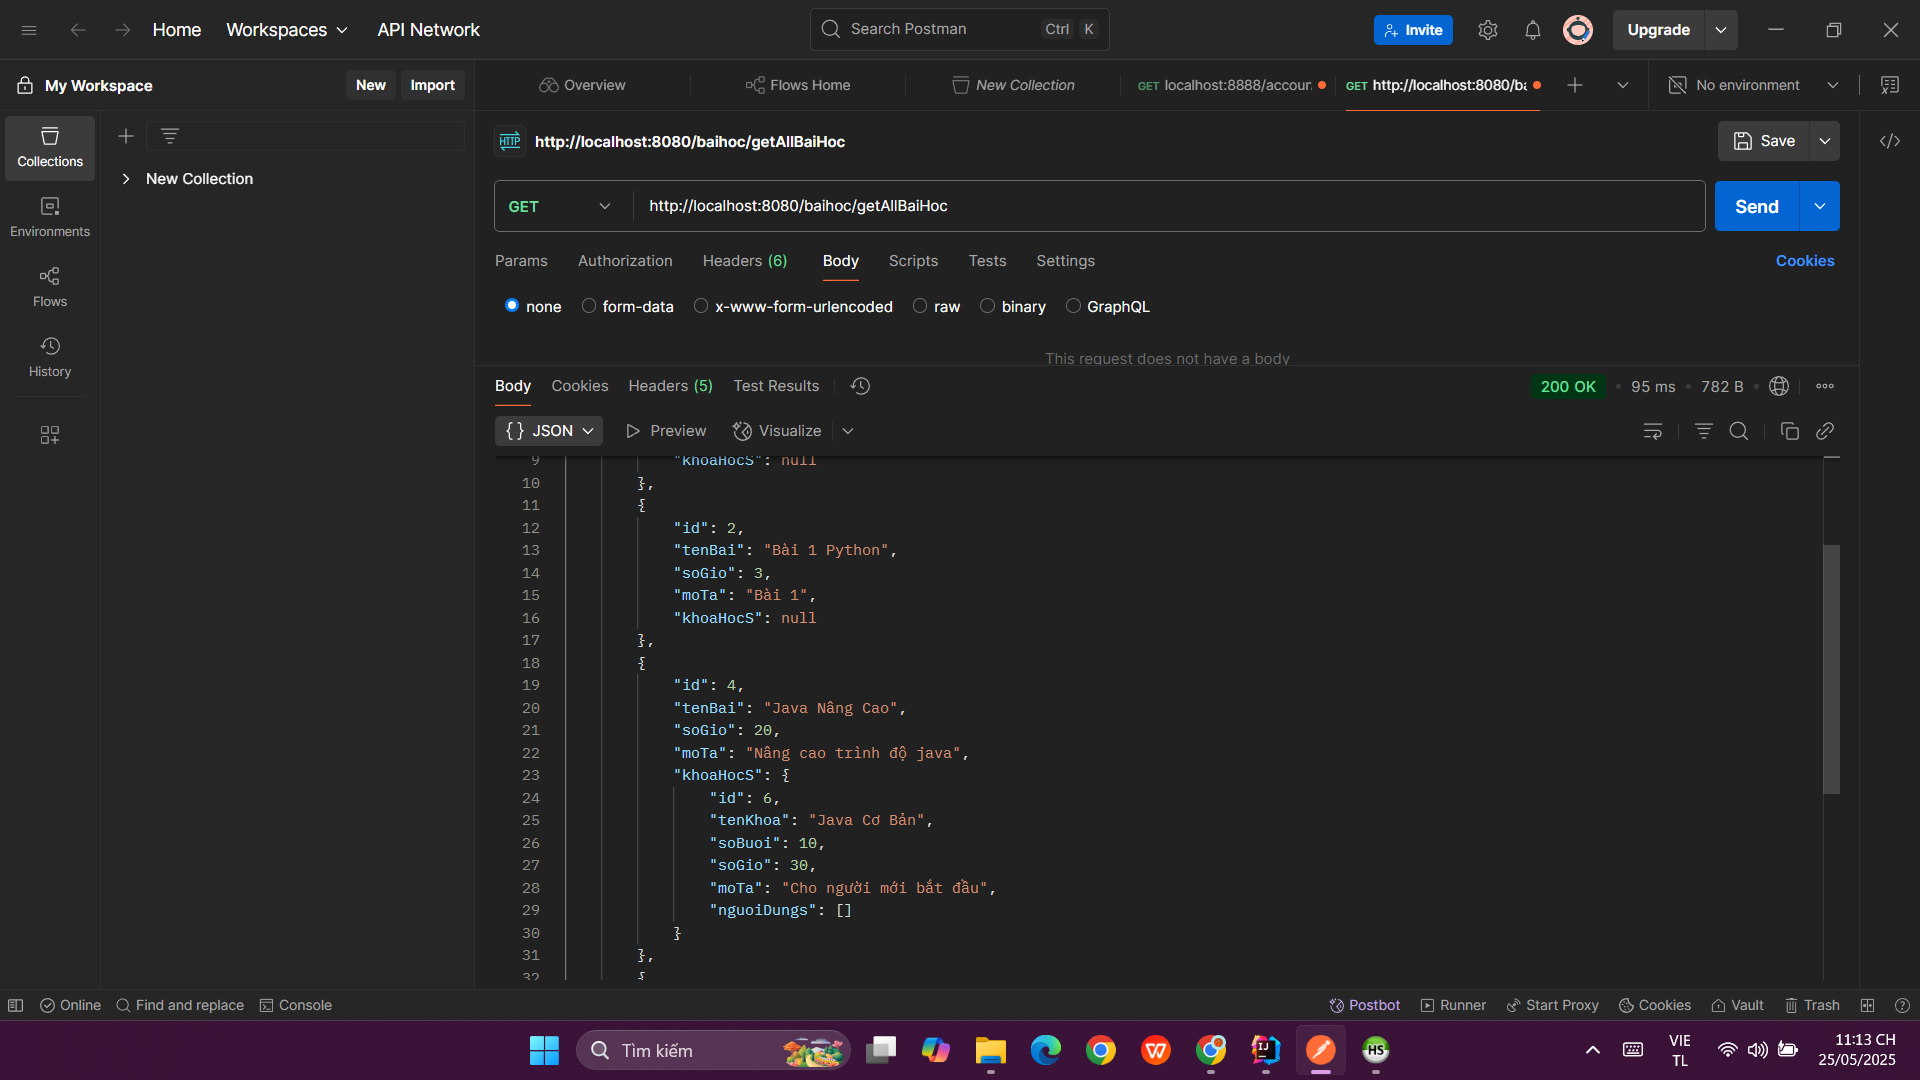 Home
Workspaces
API Network
Search Postman
Ctrl
K
Invite
Upgrade
My Workspace
New
Import
Overview
Flows Home
New Collection
GET localhost:8888/accour
GET http://localhost:8080/ba
No environment
Collections
Environments
Flows
History
New Collection
HTTP
http://localhost:8080/baihoc/getAllBaiHoc
Save
GET
http://localhost:8080/baihoc/getAllBaiHoc
Send
Params
Authorization
Headers (6)
Body
Scripts
Tests
Settings
Cookies
none
form-data
x-www-form-urlencoded
raw
binary
GraphQL
This request does not have a body
Body
Cookies
Headers (5)
Test Results
200 OK
95 ms
782 B
{} JSON
Preview
Visualize
9 "khoaHocS": null
10 },
11 {
12 "id": 2,
13 "tenBai": "Bài 1 Python",
14 "soGio": 3,
15 "moTa": "Bài 1",
16 "khoaHocS": null
17 },
18 {
19 "id": 4,
20 "tenBai": "Java Nâng Cao",
21 "soGio": 20,
22 "moTa": "Nâng cao trình độ java",
23 "khoaHocS": {
24 "id": 6,
25 "tenKhoa": "Java Cơ Bản",
26 "soBuoi": 10,
27 "soGio": 30,
28 "moTa": "Cho người mới bắt đầu",
29 "nguoiDungs": []
30 }
31 },
32 {
Online
Find and replace
Console
Postbot
Runner
Start Proxy
Cookies
Vault
Trash
Tìm kiếm
W
IJ
HS
VIE
TL
11:13 CH
25/05/2025